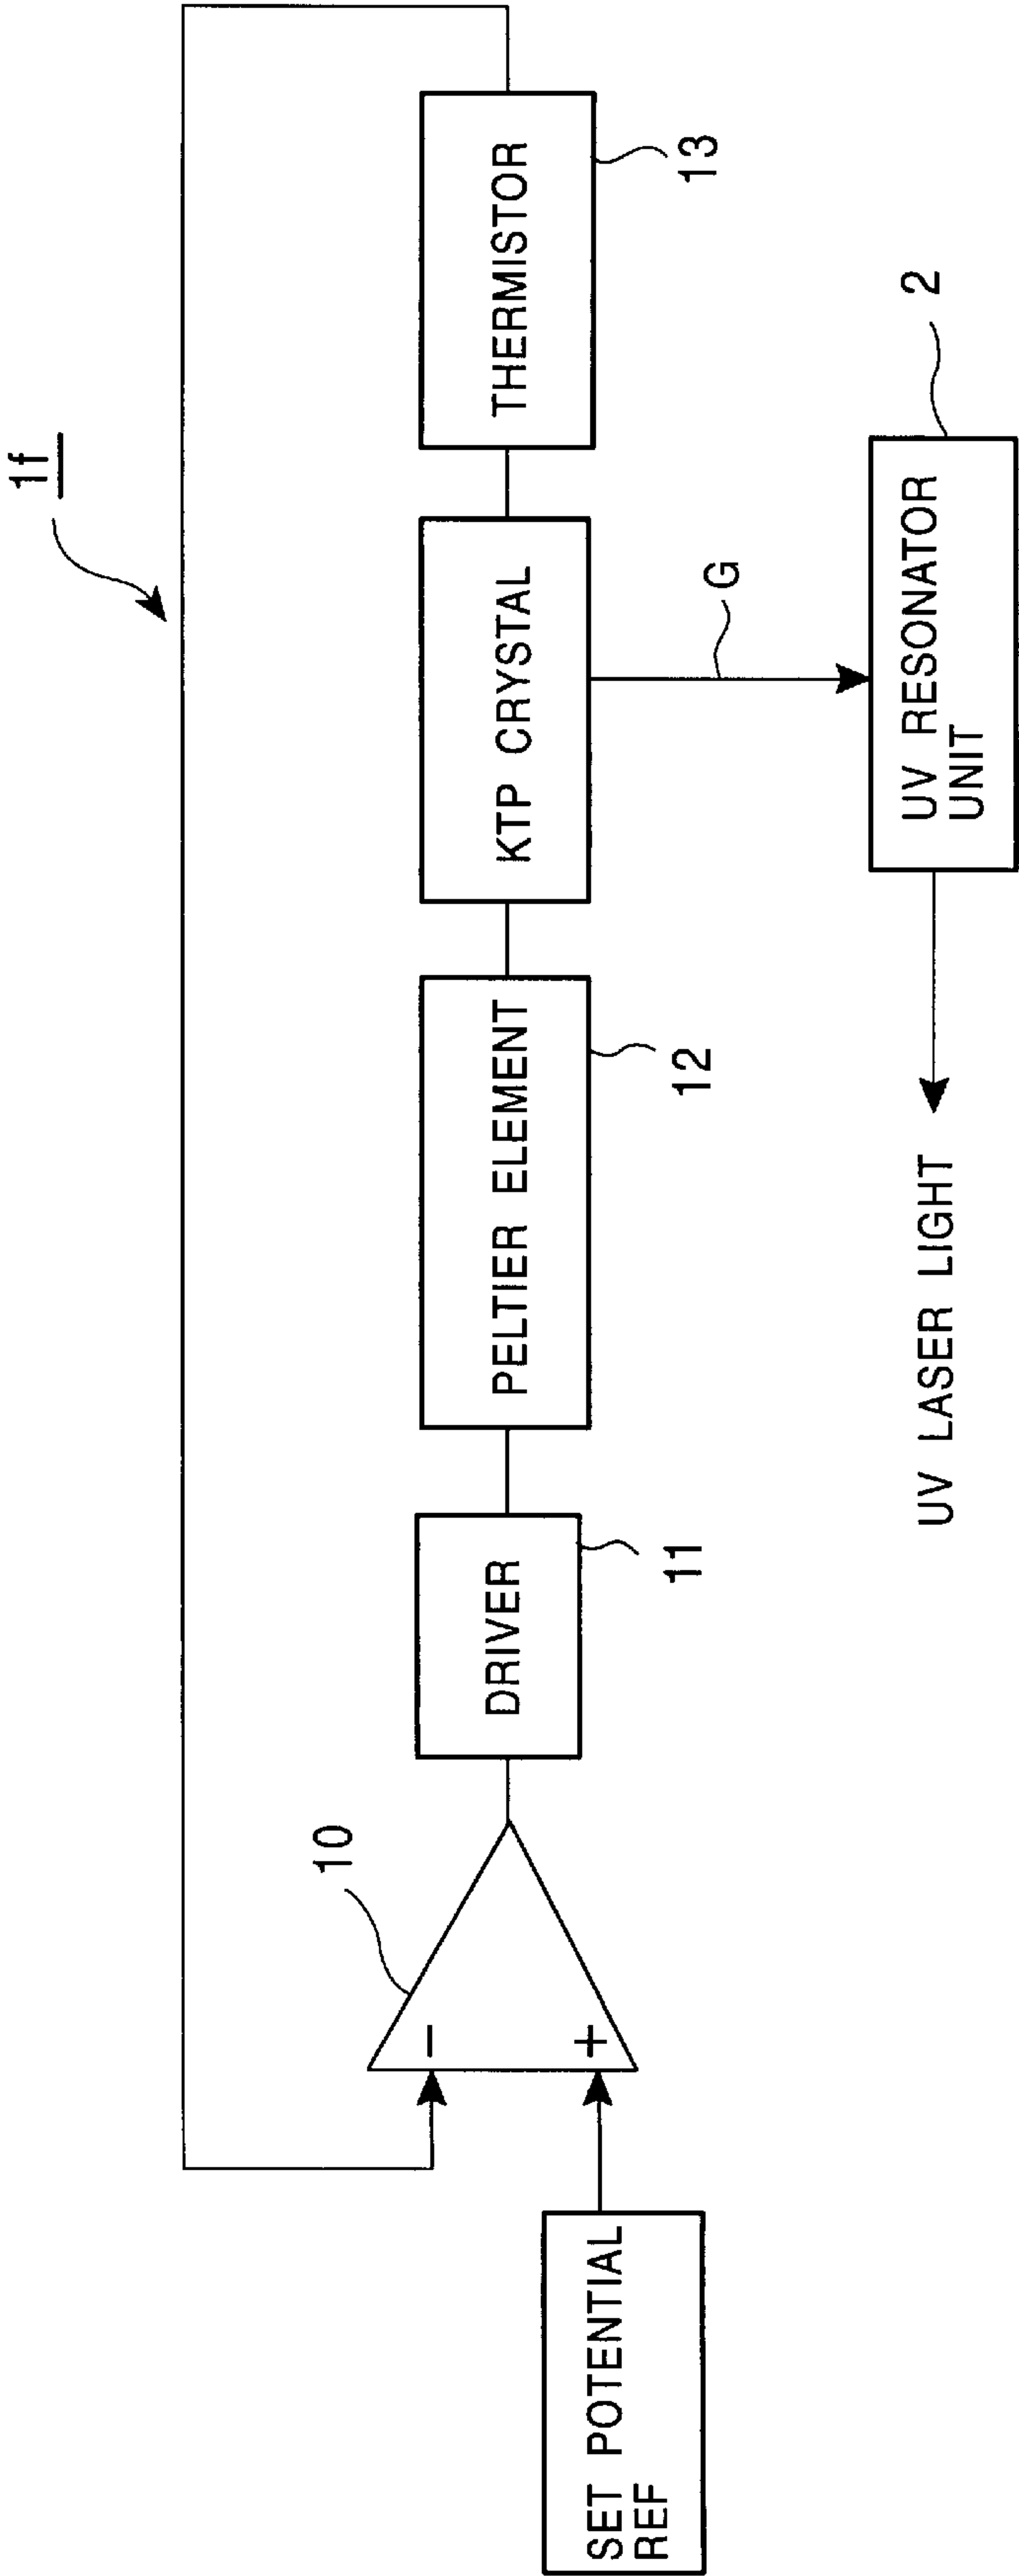 1f
10
SET POTENTIAL
REF
−
+
DRIVER
11
PELTIER ELEMENT
12
KTP CRYSTAL
THERMISTOR
13
G
UV RESONATOR
UNIT
2
UV LASER LIGHT